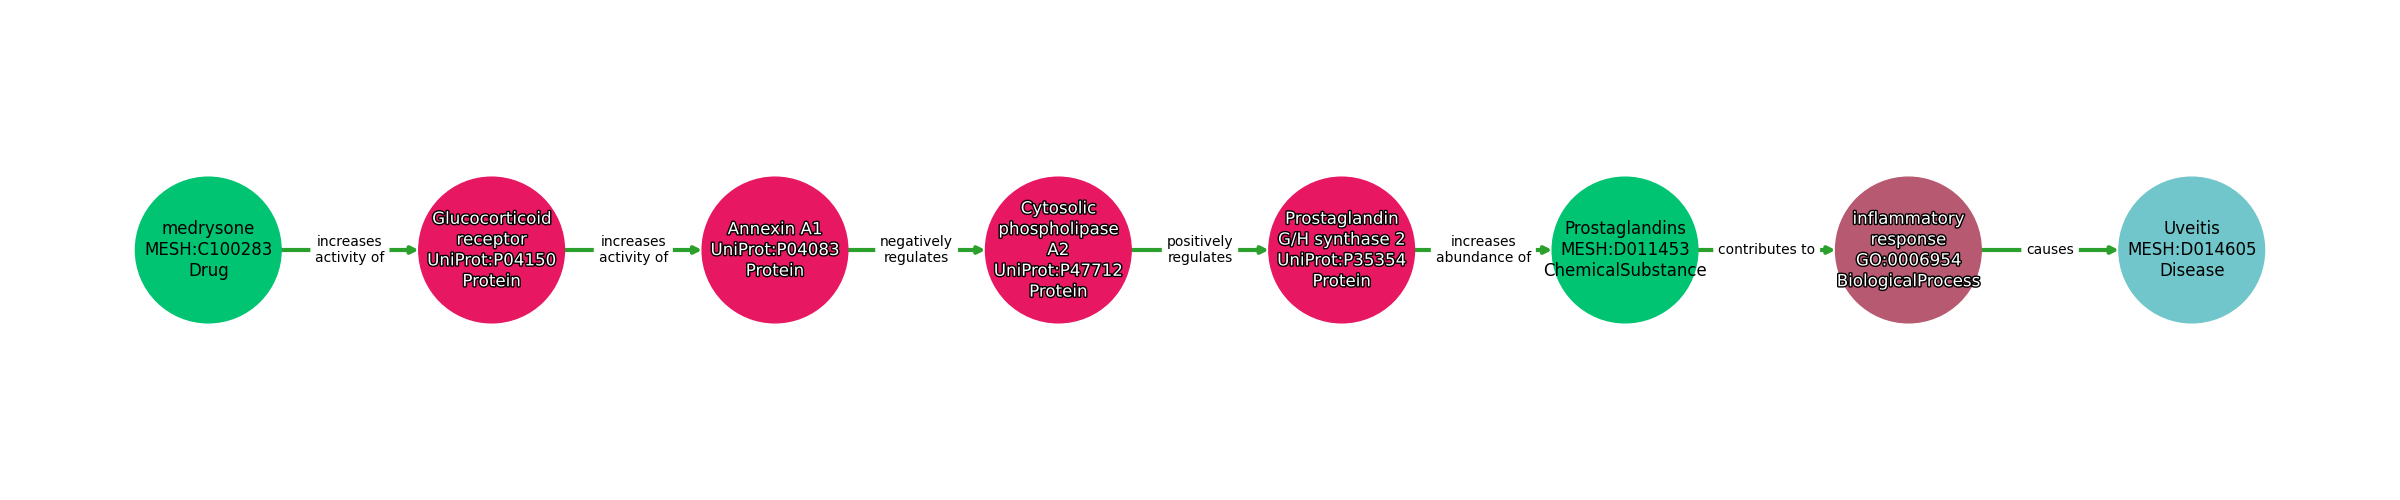 medrysone
MESH:C100283
Drug
increases
activity of
Glucocorticoid
receptor
UniProt:P04150
Protein
increases
activity of
Annexin A1
UniProt:P04083
Protein
negatively
regulates
Cytosolic
phospholipase
A2
UniProt:P47712
Protein
positively
regulates
Prostaglandin
G/H synthase 2
UniProt:P35354
Protein
increases
abundance of
Prostaglandins
MESH:D011453
ChemicalSubstance
contributes to
inflammatory
response
GO:0006954
BiologicalProcess
causes
Uveitis
MESH:D014605
Disease